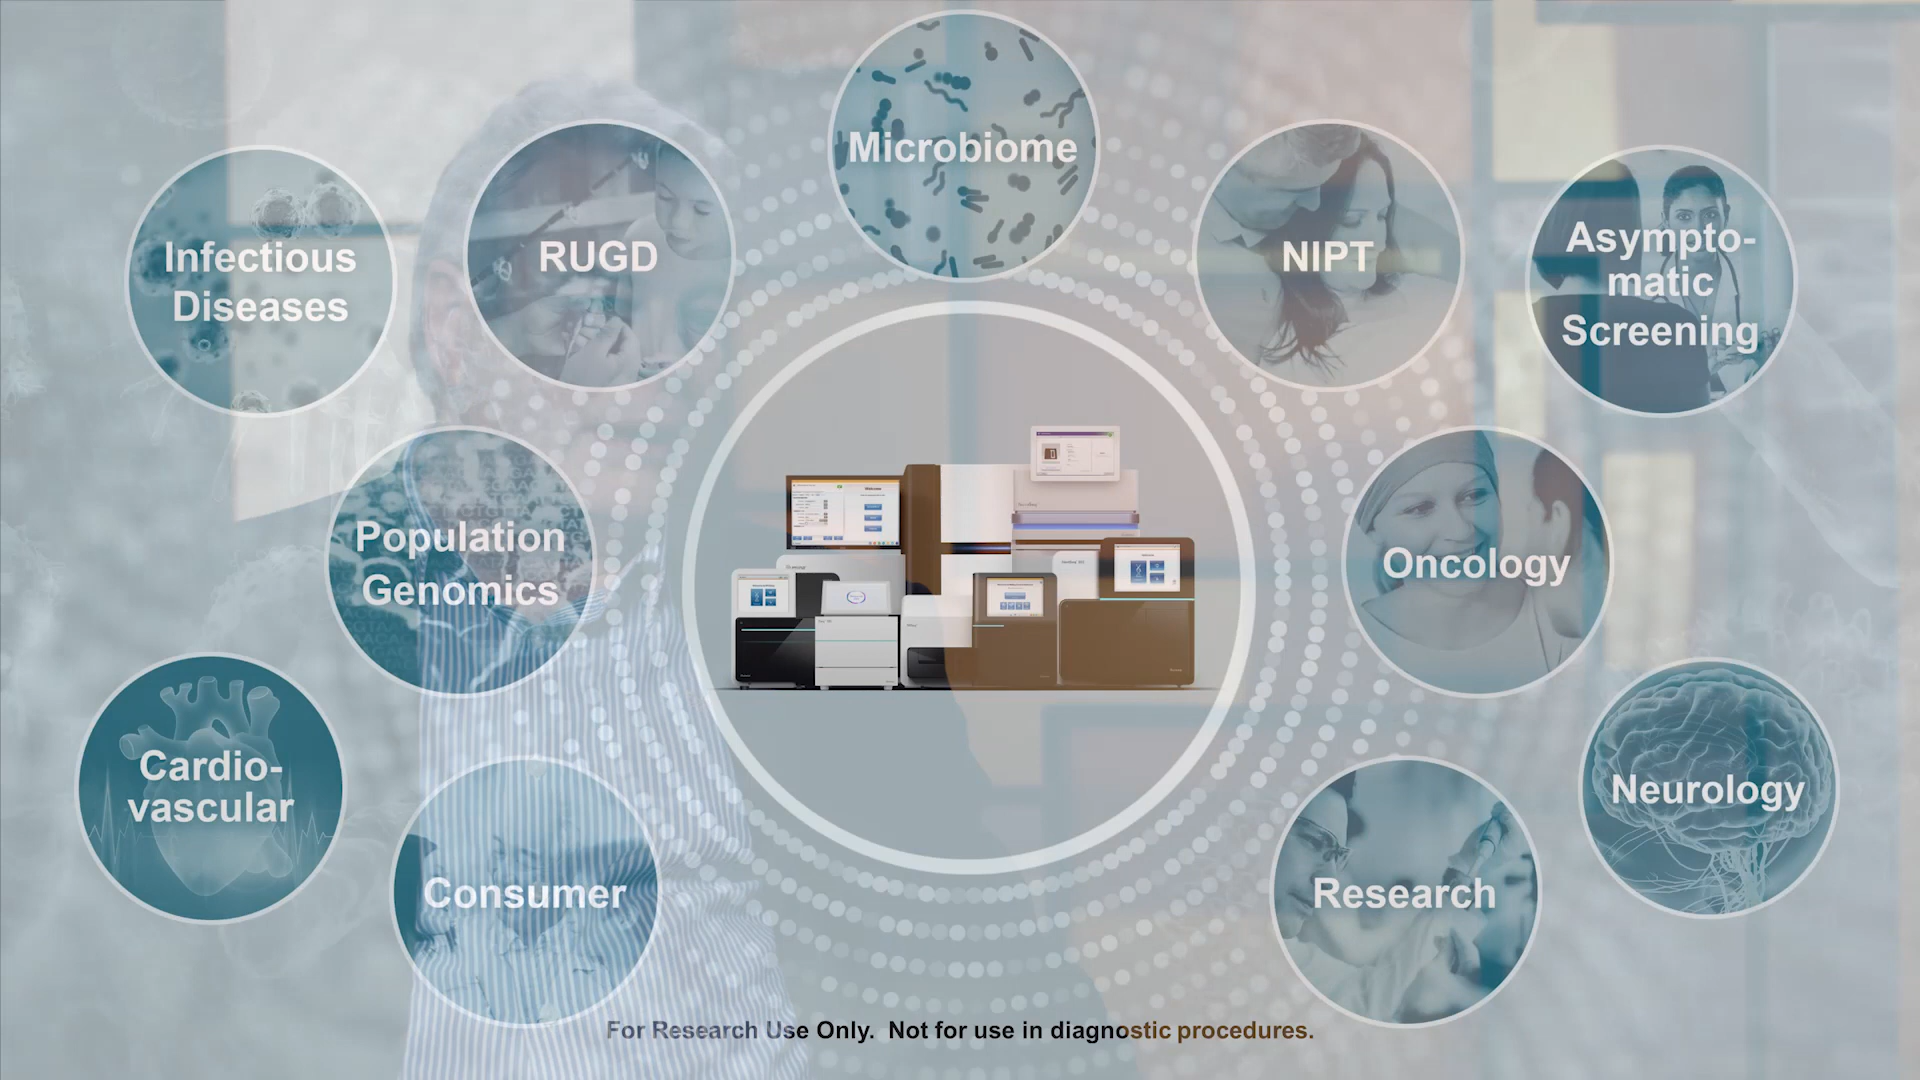 Microbiome
Infectious
Diseases
RUGD
NIPT
Asympto-
matic
Screening
Population
Genomics
Oncology
Cardio-
vascular
Neurology
Consumer
Research
For Research Use Only.  Not for use in diagnostic procedures.